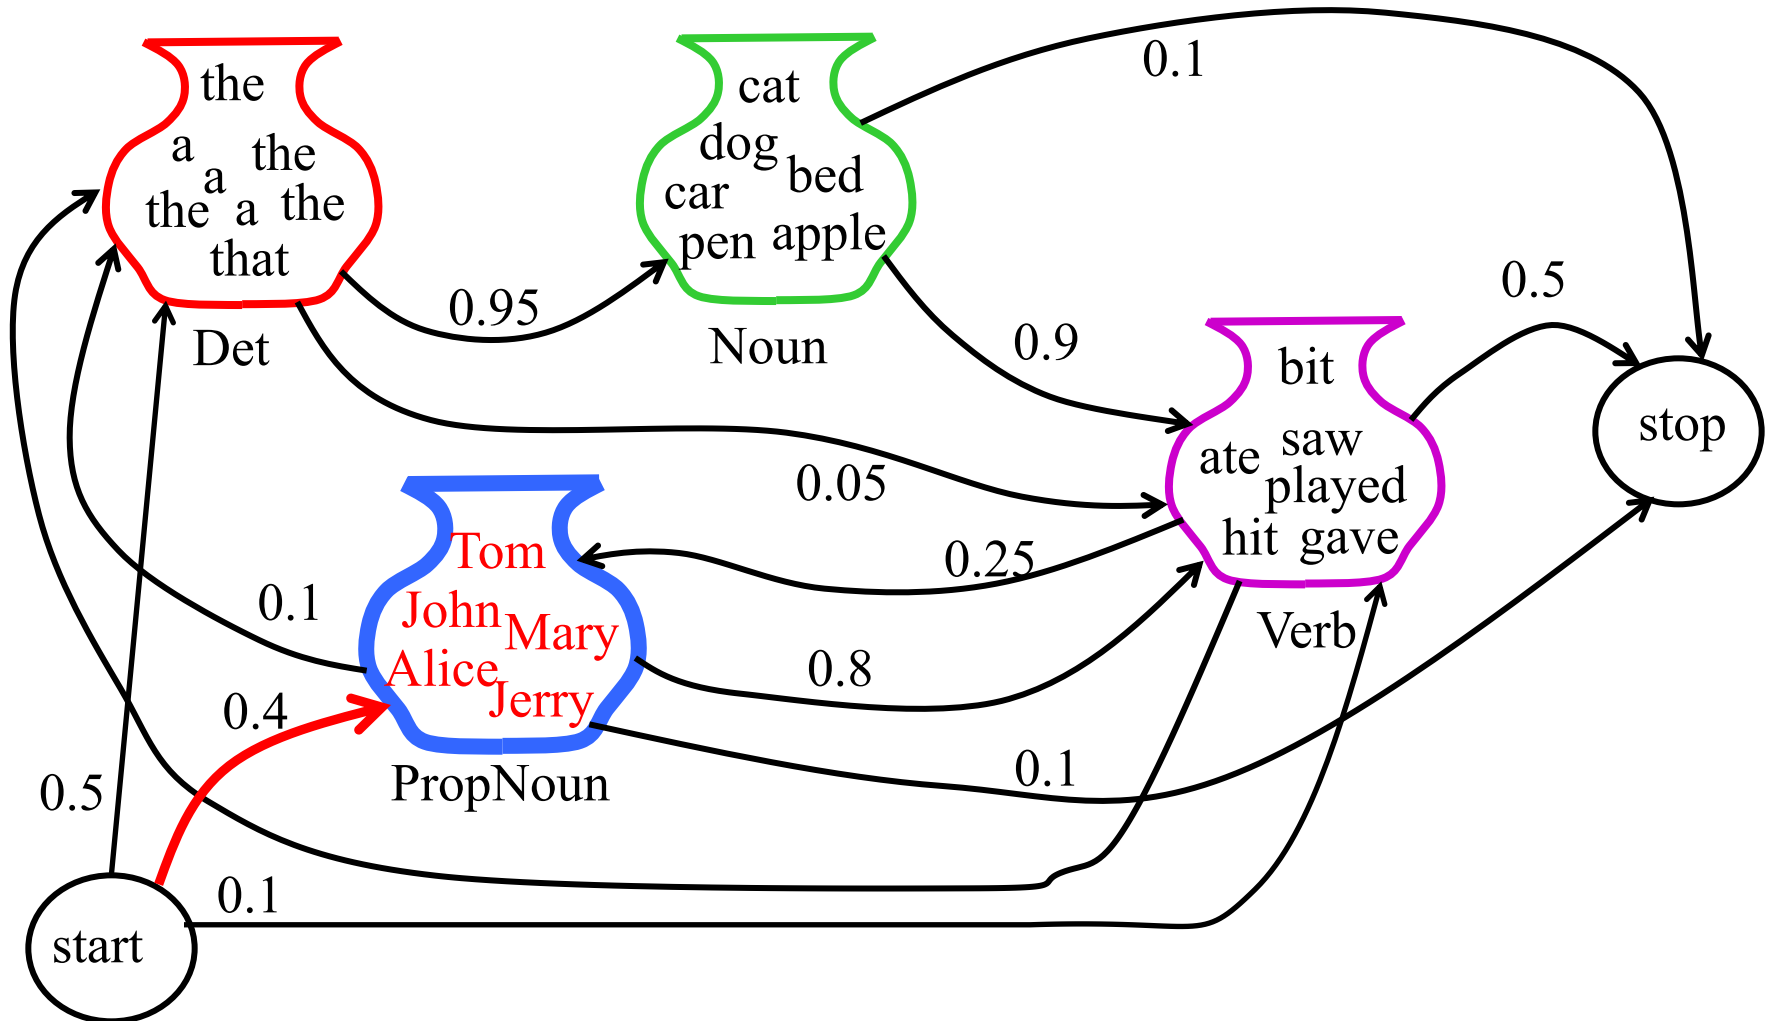 the
a
the
a
the
a
the
that
Det
cat
dog
bed
car
apple
pen
Noun
0.1
0.95
0.9
0.5
bit
saw
ate
played
hit
gave
Verb
stop
0.05
0.25
Tom
John
Mary
Alice
Jerry
PropNoun
0.1
0.8
0.4
0.1
0.5
0.1
start